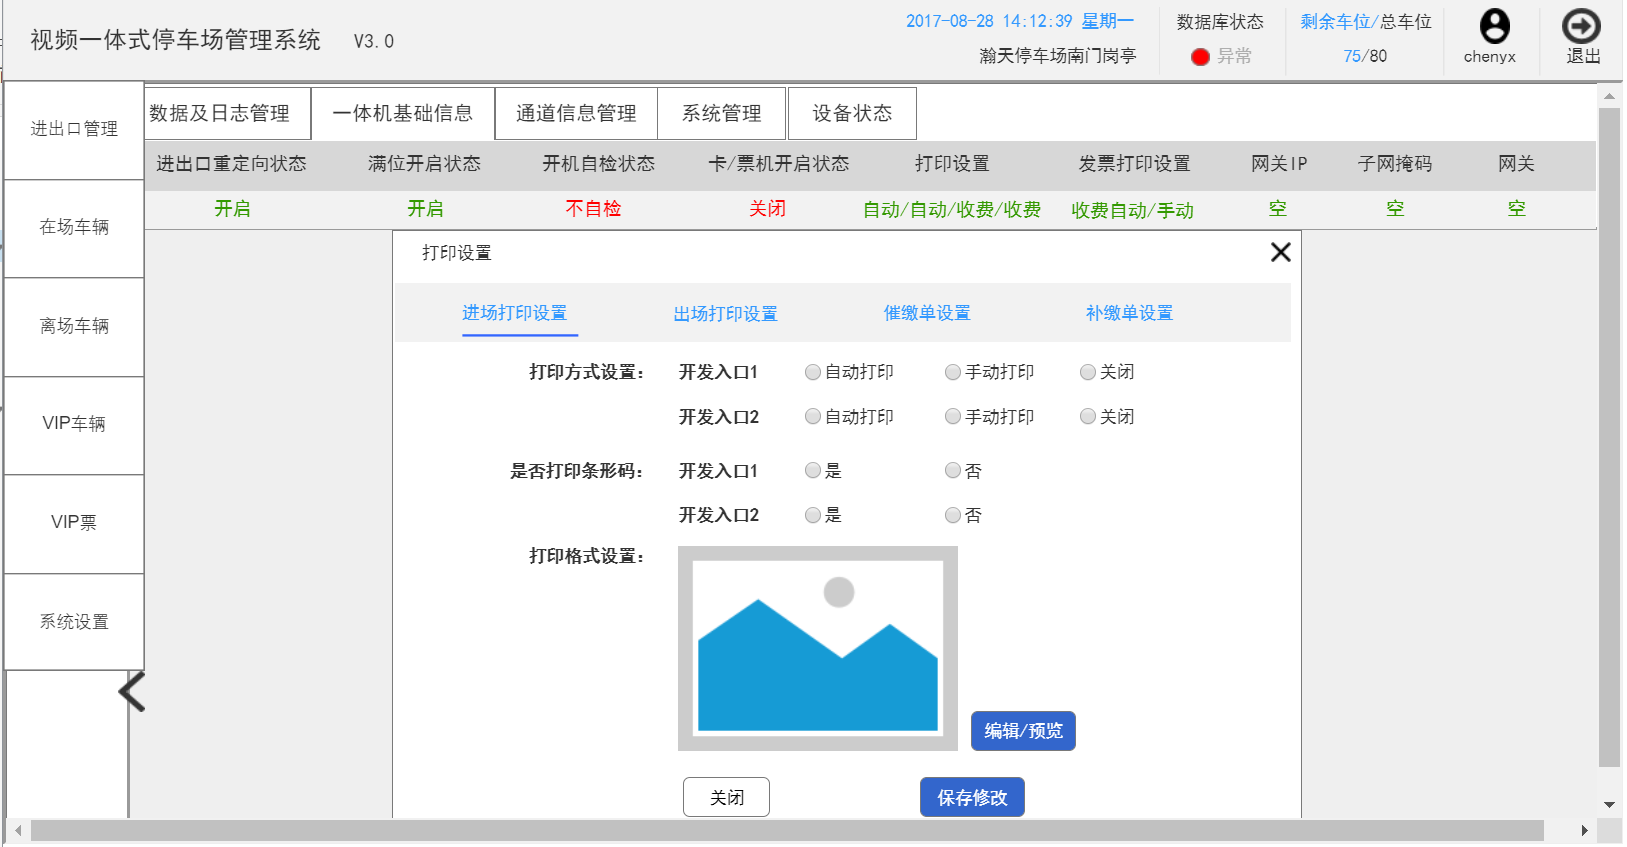 视频一体式停车场管理系统 V3.0
2017-08-28 14:12:39 星期一
瀚天停车场南门岗亭
数据库状态
异常
剩余车位/总车位
75/80
chenyx
退出
进出口管理
在场车辆
离场车辆
VIP车辆
VIP票
系统设置
数据及日志管理 一体机基础信息 通道信息管理 系统管理 设备状态
进出口重定向状态 满位开启状态 开机自检状态 卡/票机开启状态 打印设置 发票打印设置 网关IP 子网掩码 网关
开启 开启 不自检 关闭 自动/自动/收费/收费 收费自动/手动 空 空 空
打印设置
进场打印设置 出场打印设置 催缴单设置 补缴单设置
打印方式设置: 开发入口1 自动打印 手动打印 关闭
开发入口2 自动打印 手动打印 关闭
是否打印条形码: 开发入口1 是 否
开发入口2 是 否
打印格式设置:
编辑/预览
关闭 保存修改